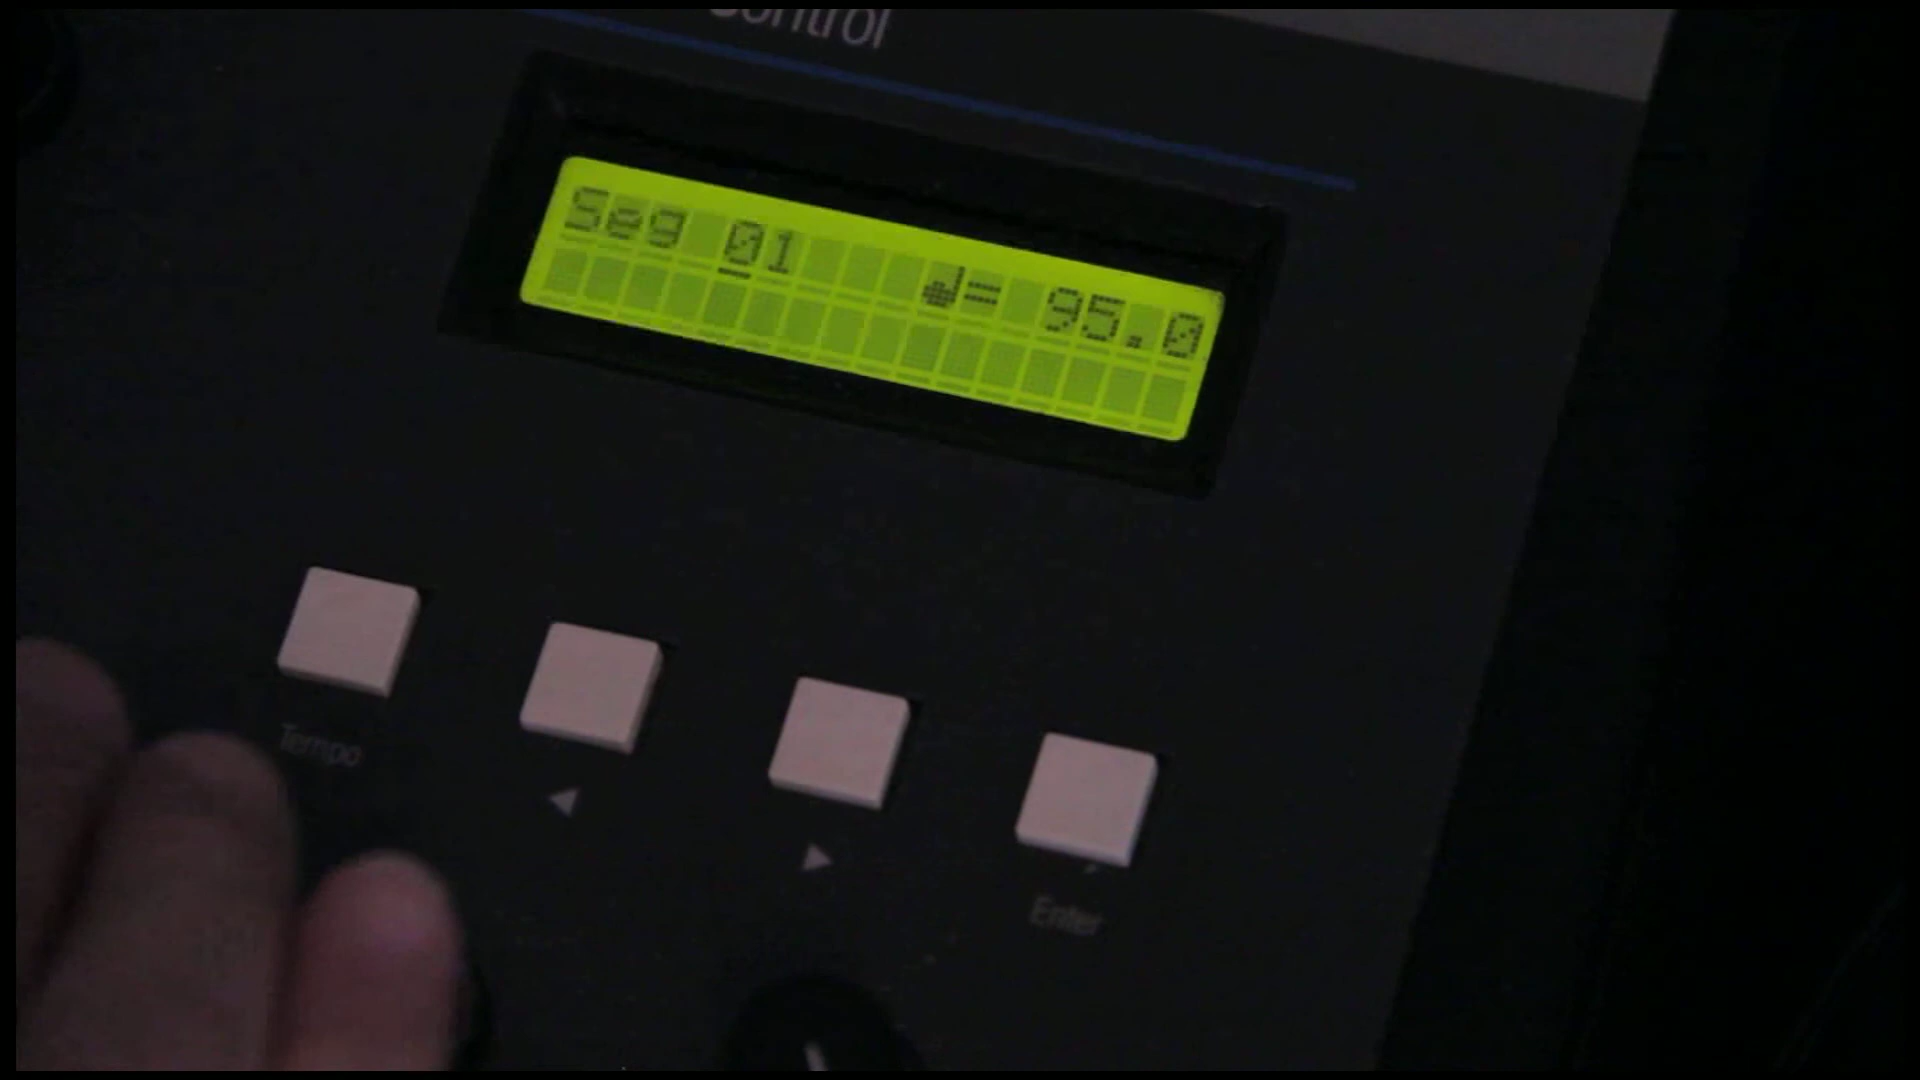 Control
Seg 01 ♩= 95.0
Tempo
◀
▶
Enter